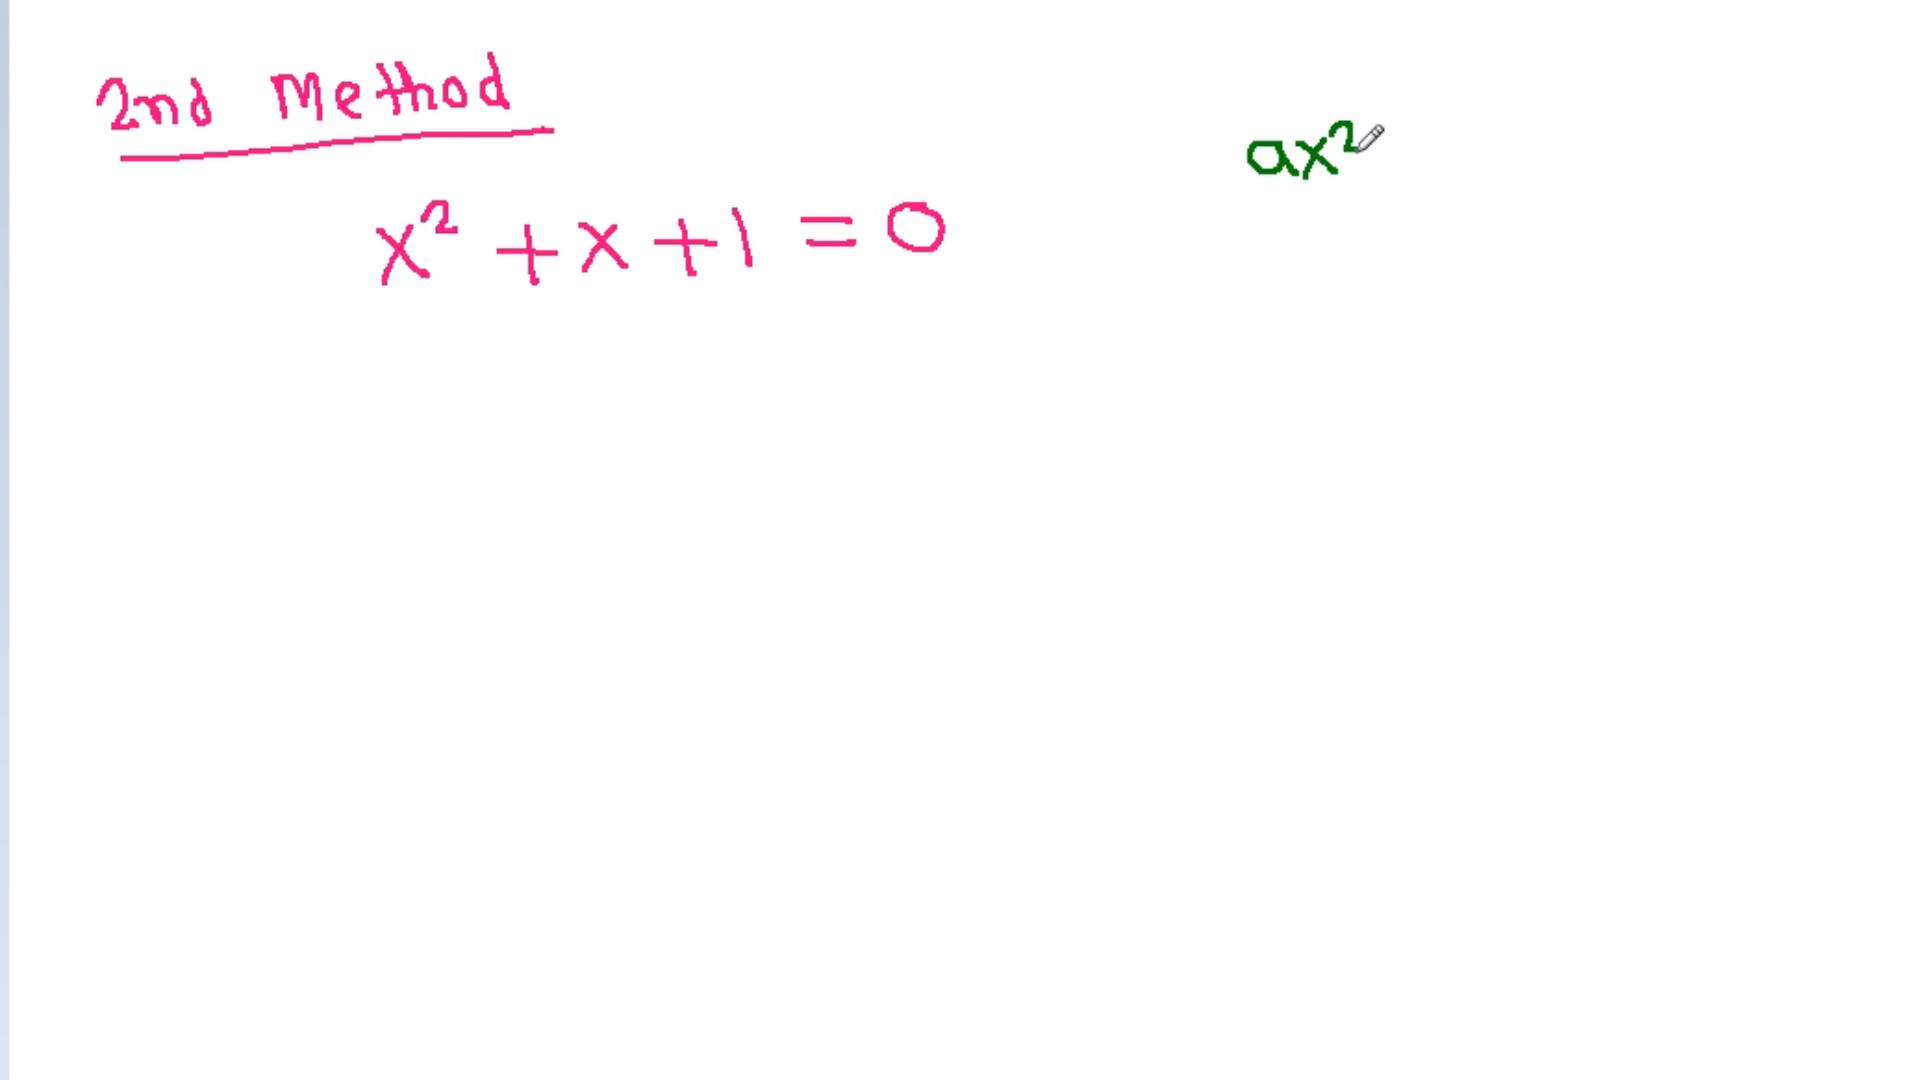 2nd Method
x² + x + 1 = 0
ax²